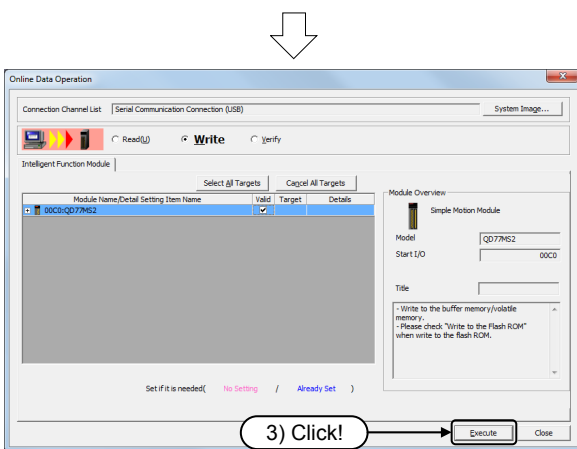 Online Data Operation
Connection Channel List Serial Communication Connection (USB) System Image...
Read(U) Write Verify
Intelligent Function Module
Select All Targets Cancel All Targets
Module Name/Detail Setting Item Name Valid Target Details
00C0:QD77MS2
Module Overview
Simple Motion Module
Model QD77MS2
Start I/O 00C0
Title
- Write to the buffer memory/volatile
memory.
- Please check "Write to the Flash ROM"
when write to the flash ROM.
Set if it is needed( No Setting / Already Set )
3) Click!
Execute Close